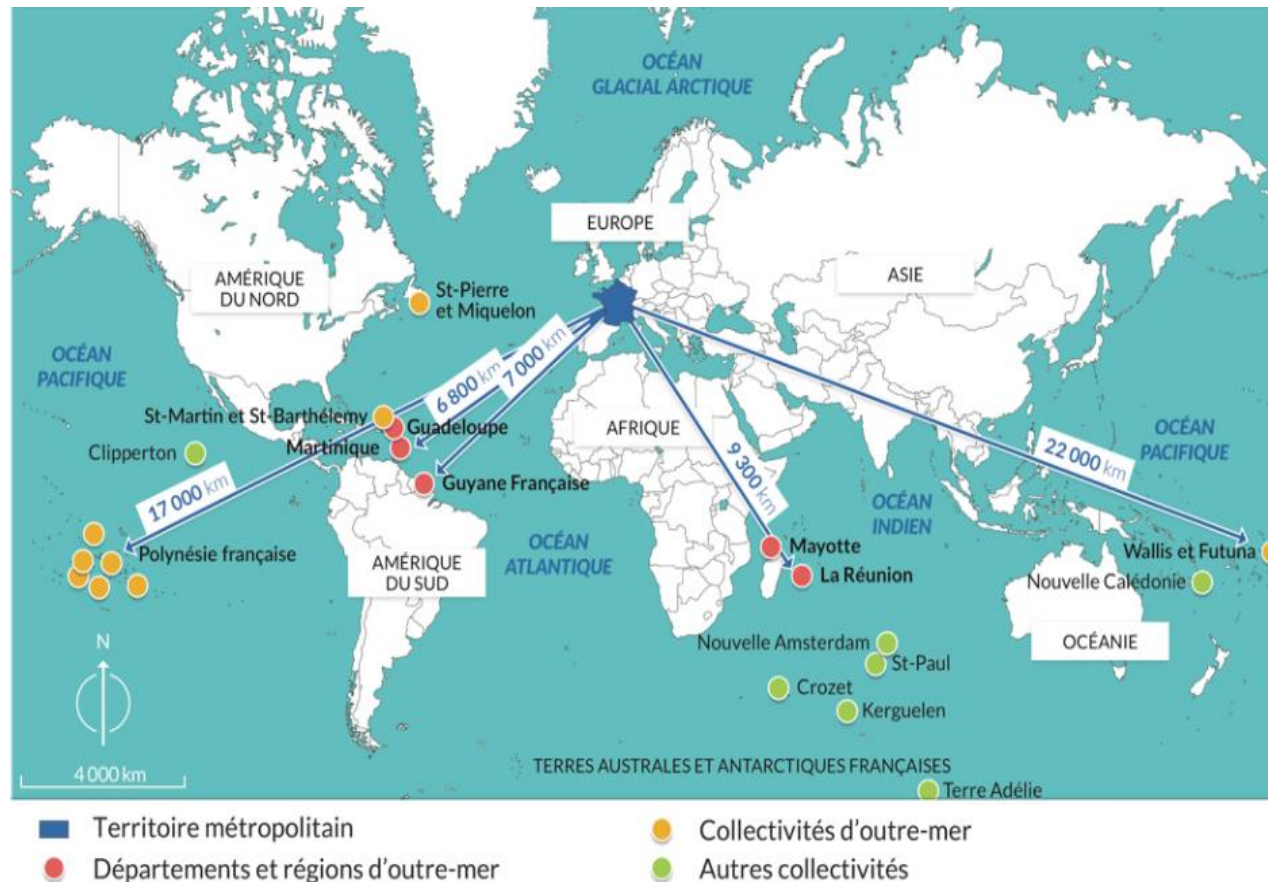 OCÉAN
GLACIAL ARCTIQUE
EUROPE
ASIE
AMÉRIQUE
DU NORD
St-Pierre
et Miquelon
OCÉAN
PACIFIQUE
6 800 km
7 000 km
St-Martin et St-Barthélemy
Guadeloupe
Martinique
Clipperton
AFRIQUE
9 300 km
22 000 km
OCÉAN
PACIFIQUE
17 000 km
Guyane Française
OCÉAN
INDIEN
Polynésie française
OCÉAN
ATLANTIQUE
AMÉRIQUE
DU SUD
Mayotte
La Réunion
Wallis et Futuna
Nouvelle Calédonie
OCÉANIE
N
Nouvelle Amsterdam
St-Paul
Crozet
Kerguelen
4 000 km
TERRES AUSTRALES ET ANTARCTIQUES FRANÇAISES
Terre Adélie
Territoire métropolitain
Collectivités d'outre-mer
Départements et régions d'outre-mer
Autres collectivités